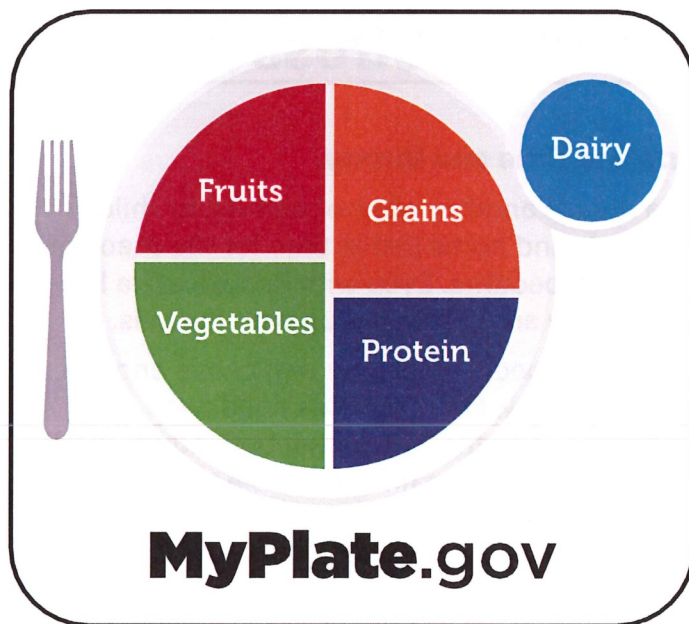 Fruits
Grains
Dairy
Vegetables
Protein
MyPlate.gov